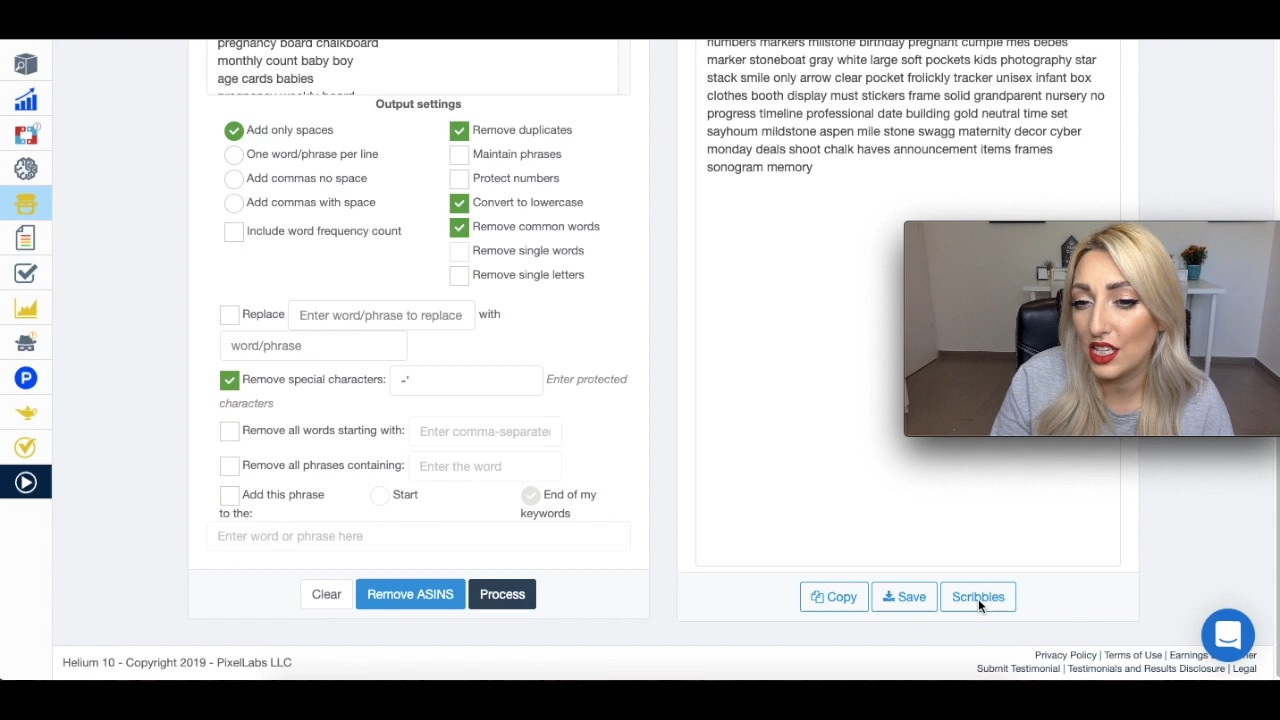 pregnancy board chalkboard
monthly count baby boy
age cards babies
pregnancy weekly board
Output settings
Add only spaces
One word/phrase per line
Add commas no space
Add commas with space
Include word frequency count
Remove duplicates
Maintain phrases
Protect numbers
Convert to lowercase
Remove common words
Remove single words
Remove single letters
Replace Enter word/phrase to replace with
word/phrase
Remove special characters: -' Enter protected
characters
Remove all words starting with: Enter comma-separated
Remove all phrases containing: Enter the word
Add this phrase Start End of my
to the: keywords
Enter word or phrase here
Clear Remove ASINS Process
numbers markers milstone birthday pregnant cumple mes bebes
marker stoneboat gray white large soft pockets kids photography star
stack smile only arrow clear pocket frolickly tracker unisex infant box
clothes booth display must stickers frame solid grandparent nursery no
progress timeline professional date building gold neutral time set
sayhoum mildstone aspen mile stone swagg maternity decor cyber
monday deals shoot chalk haves announcement items frames
sonogram memory
Copy Save Scribbles
Helium 10 - Copyright 2019 - PixelLabs LLC
Privacy Policy | Terms of Use | Earnings
Submit Testimonial | Testimonials and Results Disclosure | Legal